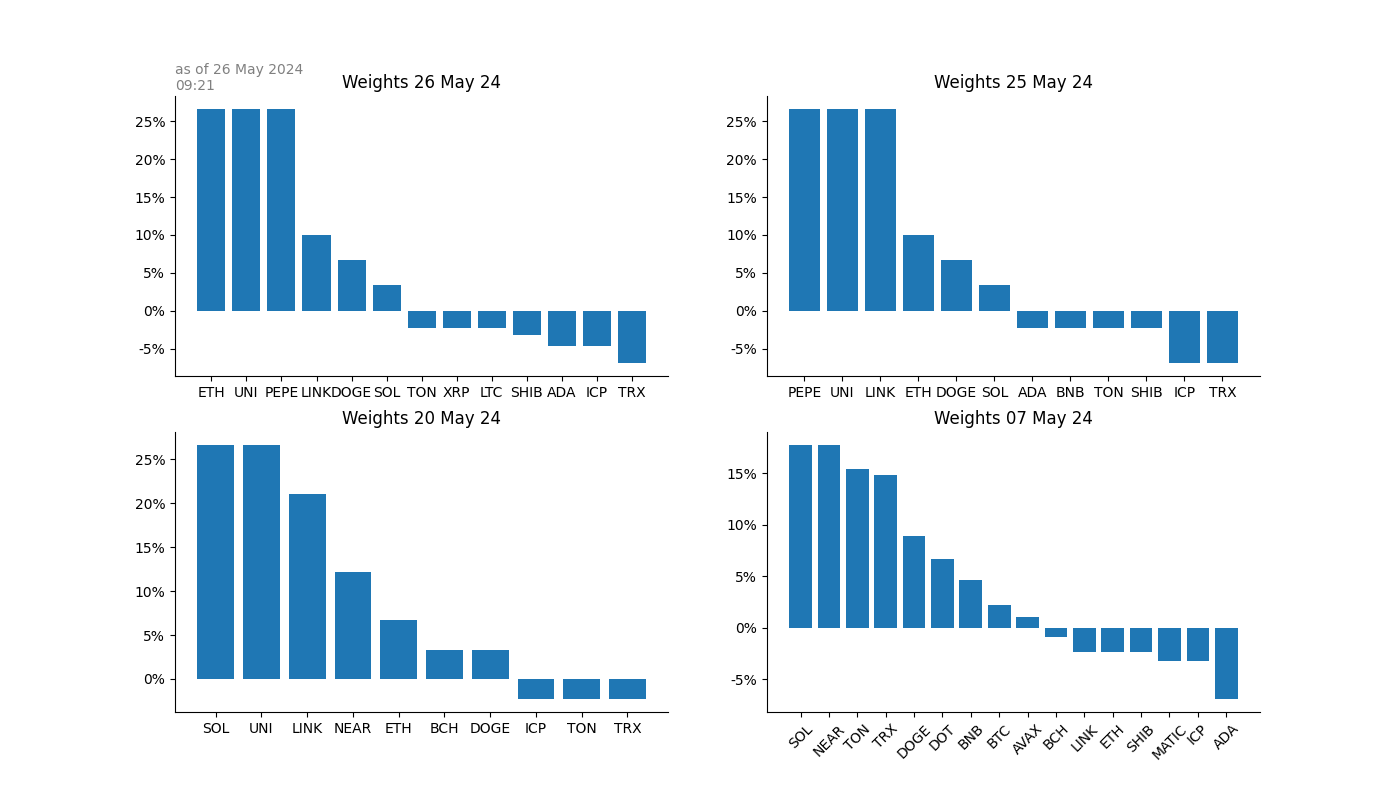 as of 26 May 2024
09:21
Weights 26 May 24
25%
20%
15%
10%
5%
0%
-5%
ETH UNI PEPE LINK DOGE SOL TON XRP LTC SHIB ADA ICP TRX
Weights 25 May 24
25%
20%
15%
10%
5%
0%
-5%
PEPE UNI LINK ETH DOGE SOL ADA BNB TON SHIB ICP TRX
Weights 20 May 24
25%
20%
15%
10%
5%
0%
SOL UNI LINK NEAR ETH BCH DOGE ICP TON TRX
Weights 07 May 24
15%
10%
5%
0%
-5%
SOL NEAR TON TRX DOGE DOT BNB BTC AVAX BCH LINK ETH SHIB MATIC ICP ADA